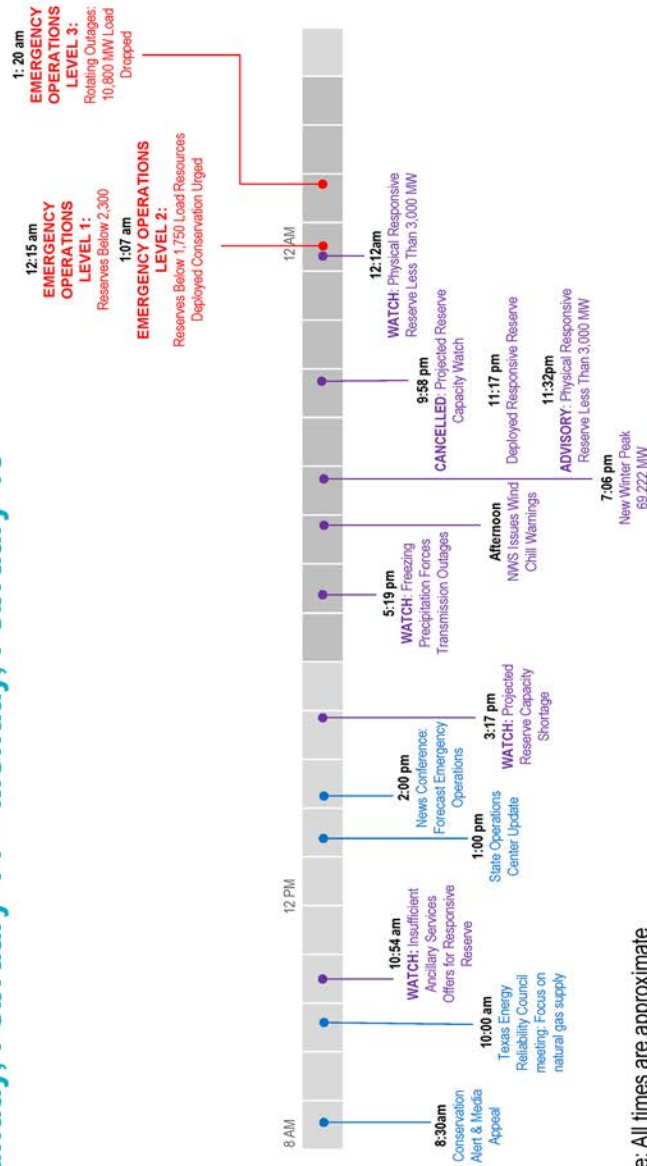 1: 20 am
EMERGENCY
OPERATIONS
LEVEL 3:
Rotating Outages:
10,800 MW Load
Dropped
12:15 am
EMERGENCY
OPERATIONS
LEVEL 1:
Reserves Below 2,300
1:07 am
EMERGENCY OPERATIONS
LEVEL 2:
Reserves Below 1,750 Load Resources
Deployed Conservation Urged
8 AM
12 PM
12 AM
8:30am
Conservation
Alert & Media
Appeal
10:00 am
Texas Energy
Reliability Council
meeting: Focus on
natural gas supply
10:54 am
WATCH: Insufficient
Ancillary Services
Offers for Responsive
Reserve
1:00 pm
State Operations
Center Update
2:00 pm
News Conference:
Forecast Emergency
Operations
3:17 pm
WATCH: Projected
Reserve Capacity
Shortage
5:19 pm
WATCH: Freezing
Precipitation Forces
Transmission Outages
Afternoon
NWS Issues Wind
Chill Warnings
7:06 pm
New Winter Peak
69,222 MW
9:58 pm
CANCELLED: Projected Reserve
Capacity Watch
11:17 pm
Deployed Responsive Reserve
11:32pm
ADVISORY: Physical Responsive
Reserve Less Than 3,000 MW
12:12am
WATCH: Physical Responsive
Reserve Less Than 3,000 MW
e: All times are approximate